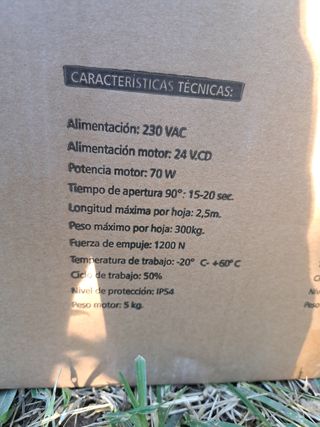 CARACTERÍSTICAS TÉCNICAS:
Alimentación: 230 VAC
Alimentación motor: 24 V.CD
Potencia motor: 70 W
Tiempo de apertura 90°: 15-20 sec.
Longitud máxima por hoja: 2,5m.
Peso máximo por hoja: 300kg.
Fuerza de empuje: 1200 N
Temperatura de trabajo: -20° C- +60°C
Ciclo de trabajo: 50%
Nivel de protección: IP54
Peso motor: 5 kg.